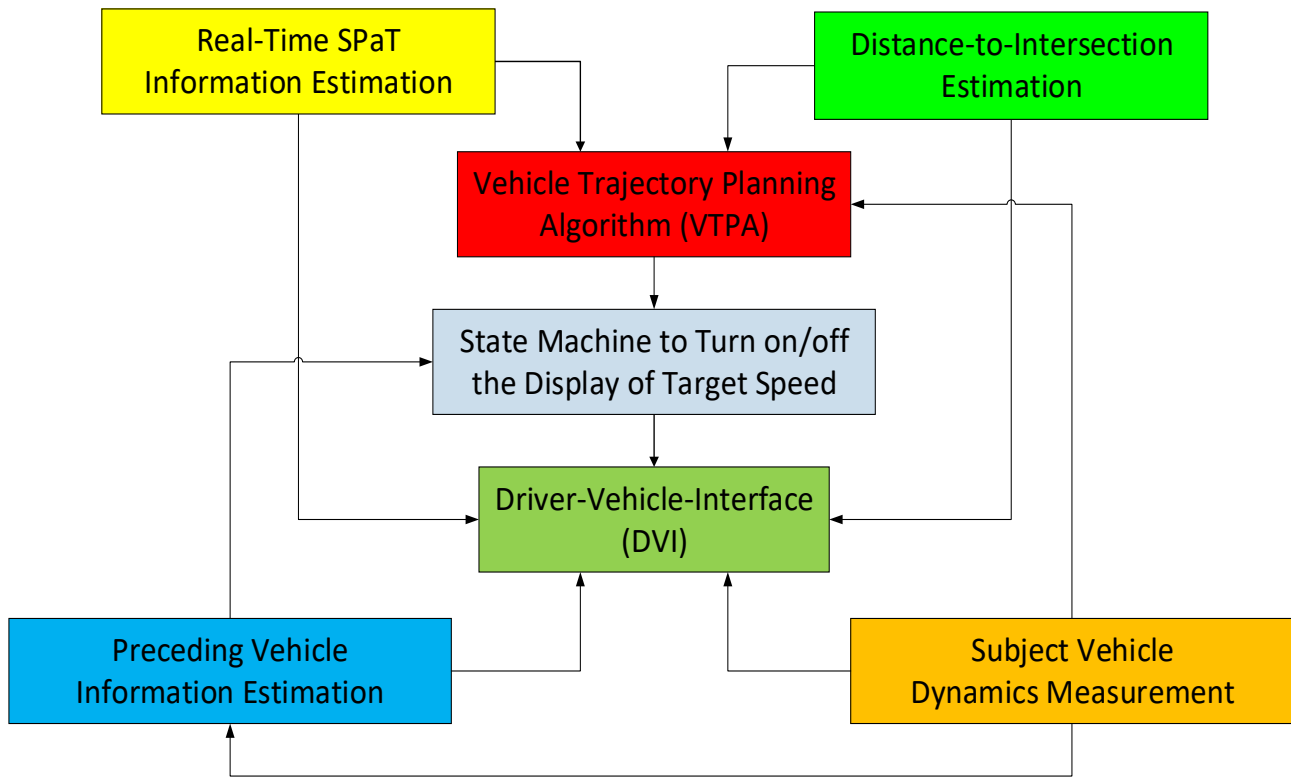 Real-Time SPaT
Information Estimation
Distance-to-Intersection
Estimation
Vehicle Trajectory Planning
Algorithm (VTPA)
State Machine to Turn on/off
the Display of Target Speed
Driver-Vehicle-Interface
(DVI)
Preceding Vehicle
Information Estimation
Subject Vehicle
Dynamics Measurement